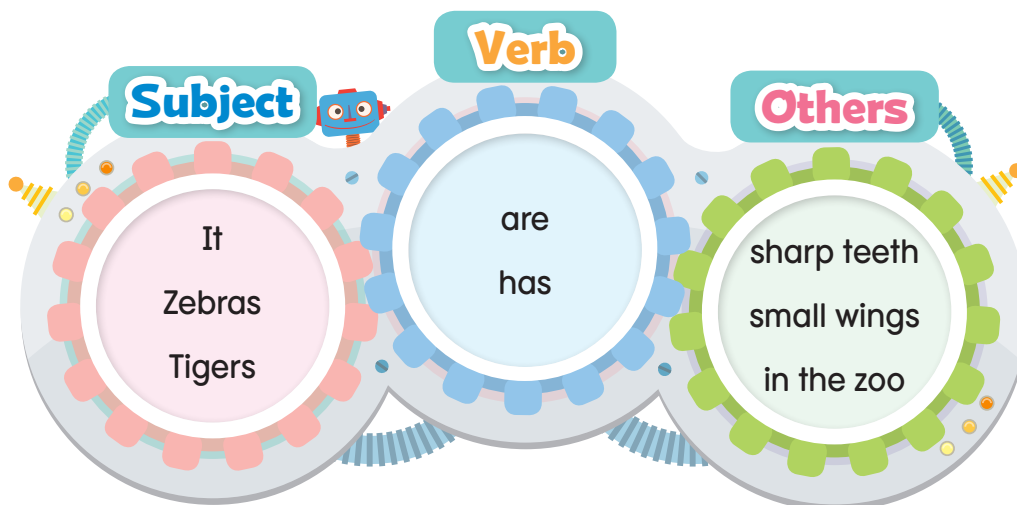 Subject
It
Zebras
Tigers
Verb
are
has
Others
sharp teeth
small wings
in the zoo